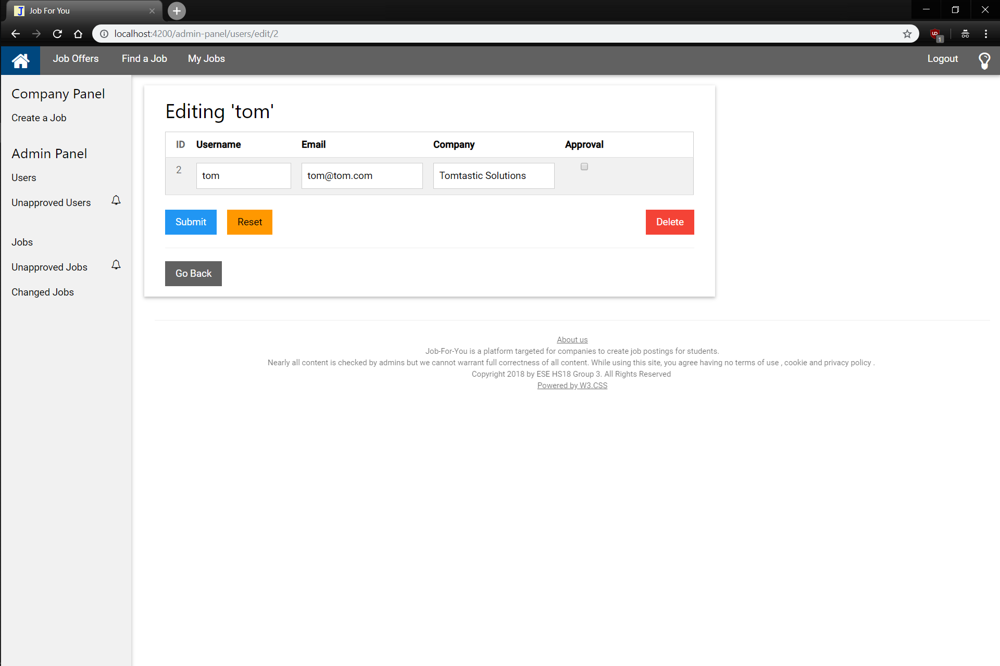 Job For You
localhost:4200/admin-panel/users/edit/2
1
Job Offers Find a Job My Jobs Logout
Company Panel
Create a Job
Admin Panel
Users
Unapproved Users
Jobs
Unapproved Jobs
Changed Jobs
Editing 'tom'
ID Username Email Company Approval
2 tom tom@tom.com Tomtastic Solutions
Submit Reset Delete
Go Back
About us
Job-For-You is a platform targeted for companies to create job postings for students.
Nearly all content is checked by admins but we cannot warrant full correctness of all content. While using this site, you agree having no terms of use , cookie and privacy policy .
Copyright 2018 by ESE HS18 Group 3. All Rights Reserved
Powered by W3.CSS